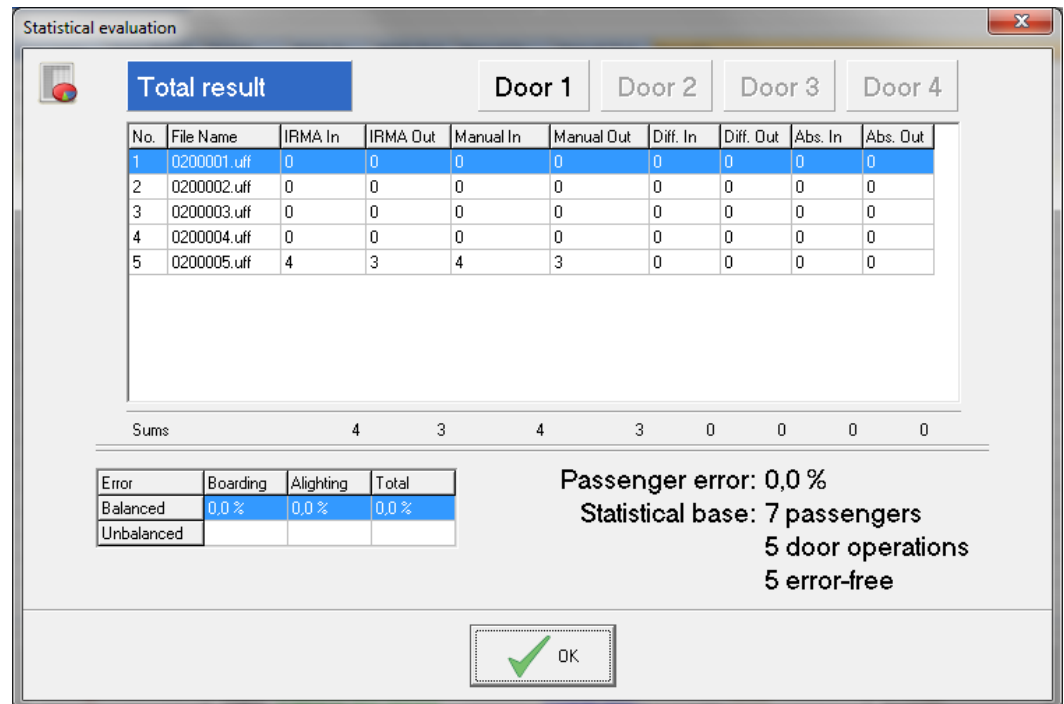 Statistical evaluation
Total result Door 1 Door 2 Door 3 Door 4
No. File Name IRMA In IRMA Out Manual In Manual Out Diff. In Diff. Out Abs. In Abs. Out
1 0200001.uff 0 0 0 0 0 0 0 0
2 0200002.uff 0 0 0 0 0 0 0 0
3 0200003.uff 0 0 0 0 0 0 0 0
4 0200004.uff 0 0 0 0 0 0 0 0
5 0200005.uff 4 3 4 3 0 0 0 0
Sums 4 3 4 3 0 0 0 0
Error Boarding Alighting Total
Balanced 0,0 % 0,0 % 0,0 %
Unbalanced
Passenger error: 0,0 %
Statistical base: 7 passengers
5 door operations
5 error-free
OK